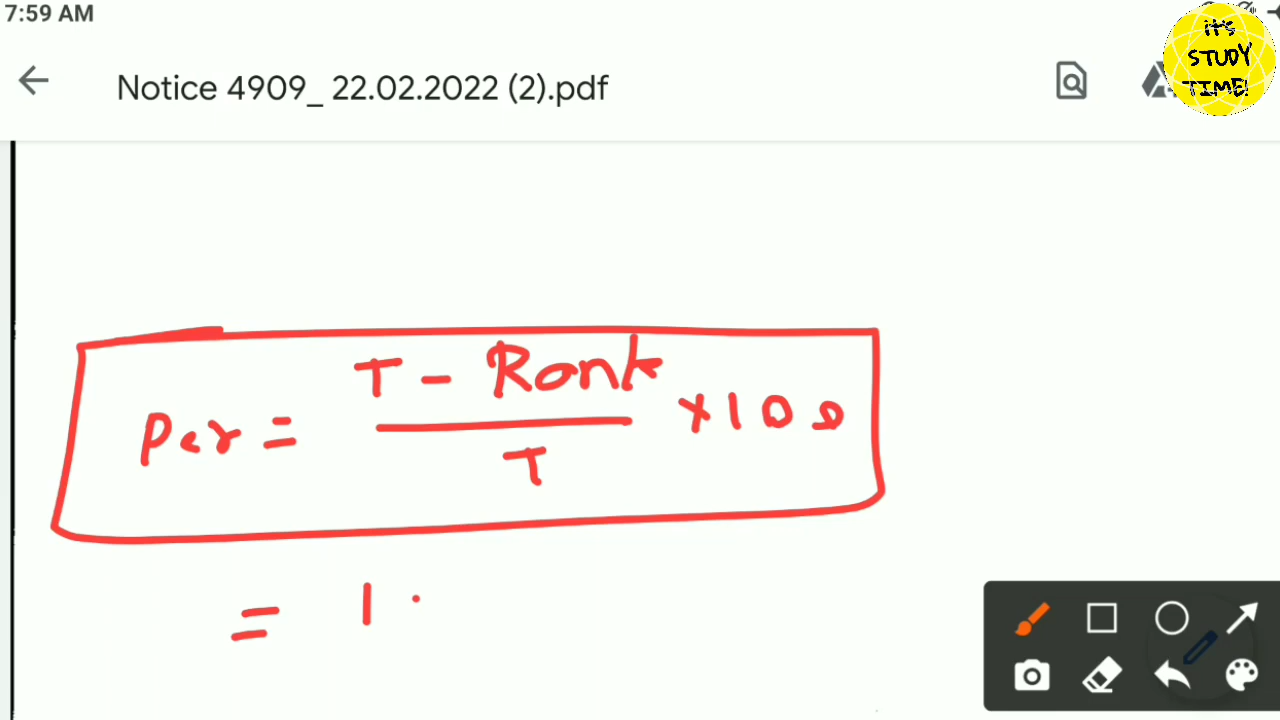 7:59 AM
IT'S
STUDY
TIME!
Notice 4909_ 22.02.2022 (2).pdf
Per = T - Rank / T × 100
= 1.